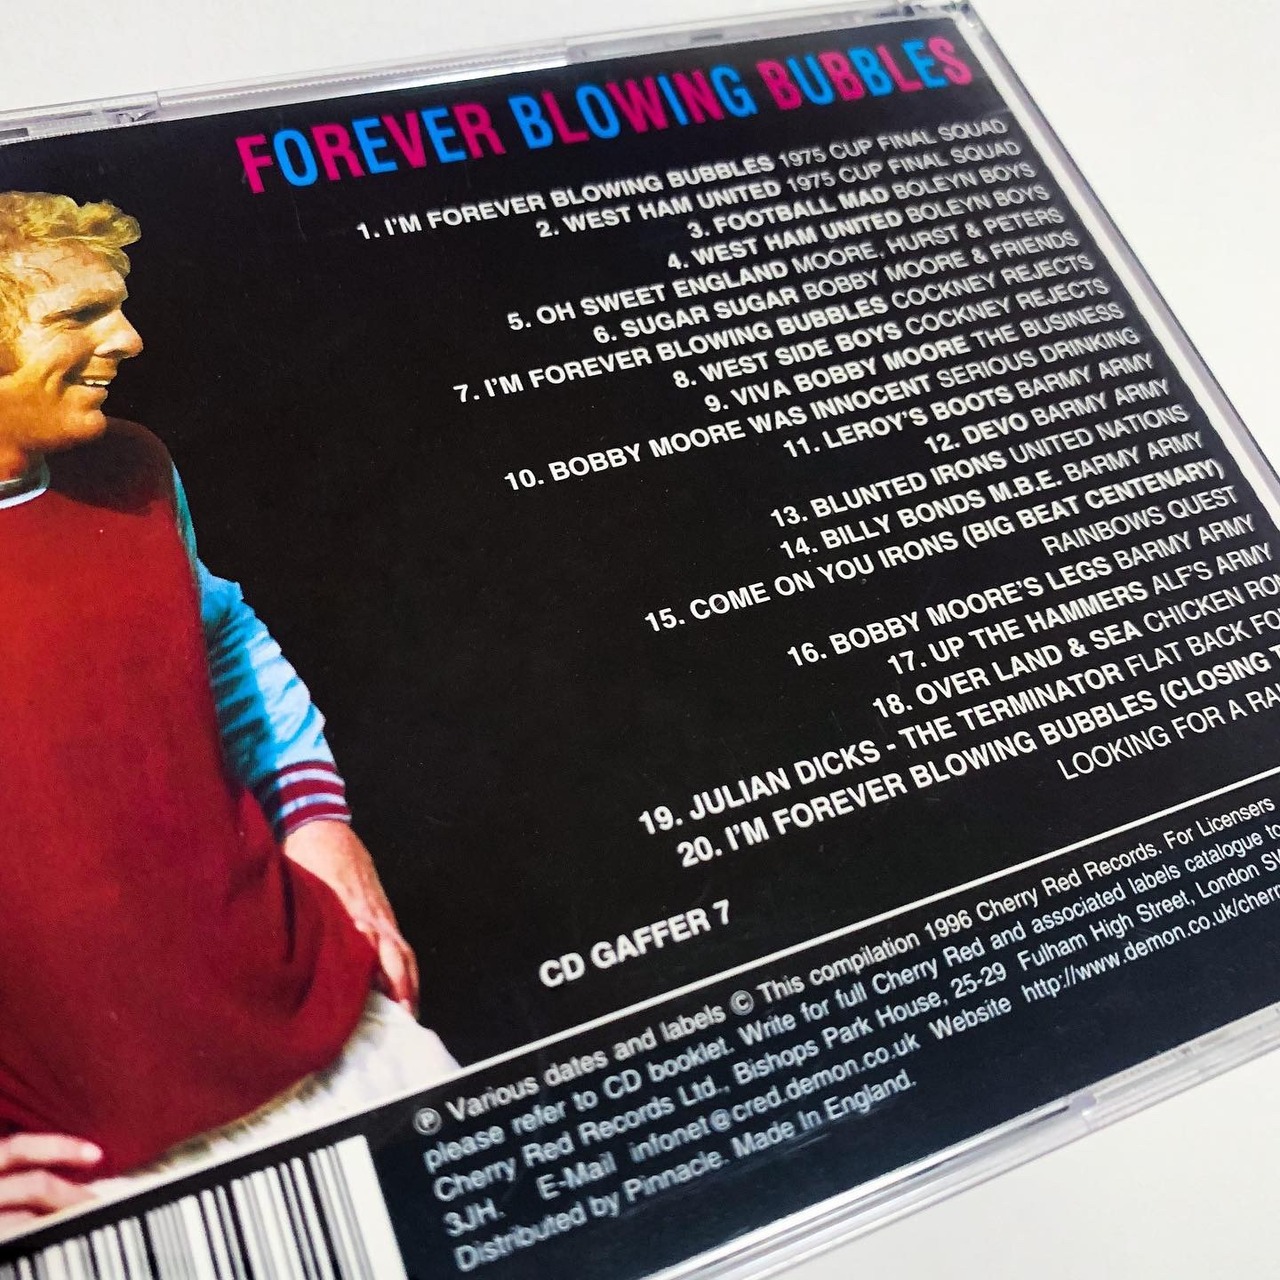 FOREVER BLOWING BUBBLES
1. I'M FOREVER BLOWING BUBBLES 1975 CUP FINAL SQUAD
2. WEST HAM UNITED 1975 CUP FINAL SQUAD
3. FOOTBALL MAD BOLEYN BOYS
4. WEST HAM UNITED BOLEYN BOYS
5. OH SWEET ENGLAND MOORE, HURST & PETERS
6. SUGAR SUGAR BOBBY MOORE & FRIENDS
7. I'M FOREVER BLOWING BUBBLES COCKNEY REJECTS
8. WEST SIDE BOYS COCKNEY REJECTS
9. VIVA BOBBY MOORE THE BUSINESS
10. BOBBY MOORE WAS INNOCENT SERIOUS DRINKING
11. LEROY'S BOOTS BARMY ARMY
12. DEVO BARMY ARMY
13. BLUNTED IRONS UNITED NATIONS
14. BILLY BONDS M.B.E. BARMY ARMY
15. COME ON YOU IRONS (BIG BEAT CENTENARY)
RAINBOWS QUEST
16. BOBBY MOORE'S LEGS BARMY ARMY
17. UP THE HAMMERS ALF'S ARMY
18. OVER LAND & SEA CHICKEN
19. JULIAN DICKS - THE TERMINATOR FLAT BACK
20. I'M FOREVER BLOWING BUBBLES (CLOSING
LOOKING FOR A
CD GAFFER 7
℗ Various dates and labels © This compilation 1996 Cherry Red Records. For Licensers
please refer to CD booklet. Write for full Cherry Red and associated labels catalogue to
Cherry Red Records Ltd., Bishops Park House, 25-29 Fulham High Street, London
3JH. E-Mail infonet@cred.demon.co.uk Website http://www.demon.co.uk/cherr
Distributed by Pinnacle. Made In England.